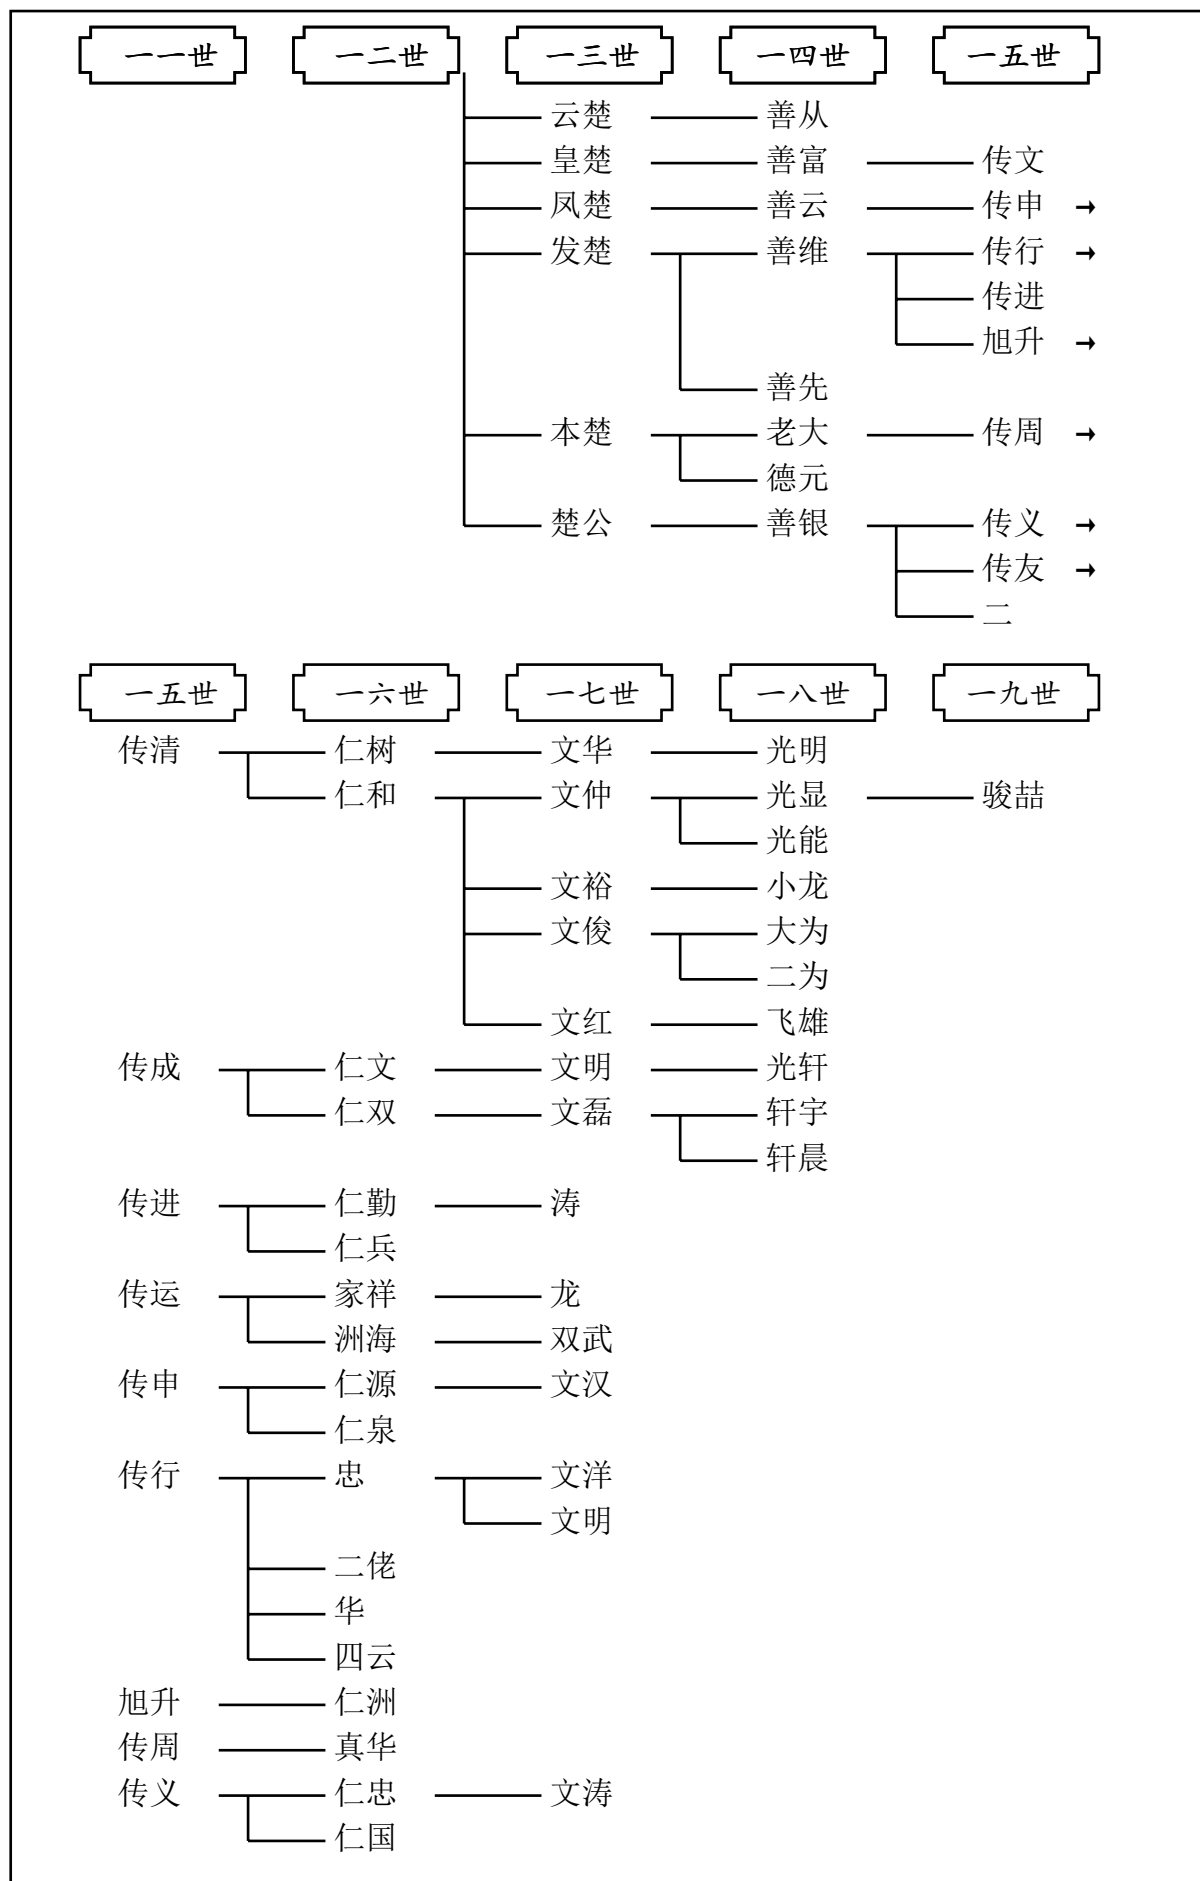 一一世 一二世 一三世 一四世 一五世
云楚 善从
皇楚 善富 传文
凤楚 善云 传申 →
发楚 善维 传行 →
传进
旭升 →
善先
本楚 老大 传周 →
德元
楚公 善银 传义 →
传友 →
二
一五世 一六世 一七世 一八世 一九世
传清 仁树 文华 光明
仁和 文仲 光显 骏喆
光能
文裕 小龙
文俊 大为
二为
文红 飞雄
传成 仁文 文明 光轩
仁双 文磊 轩宇
轩晨
传进 仁勤 涛
仁兵
传运 家祥 龙
洲海 双武
传申 仁源 文汉
仁泉
传行 忠 文洋
文明
二佬
华
四云
旭升 仁洲
传周 真华
传义 仁忠 文涛
仁国